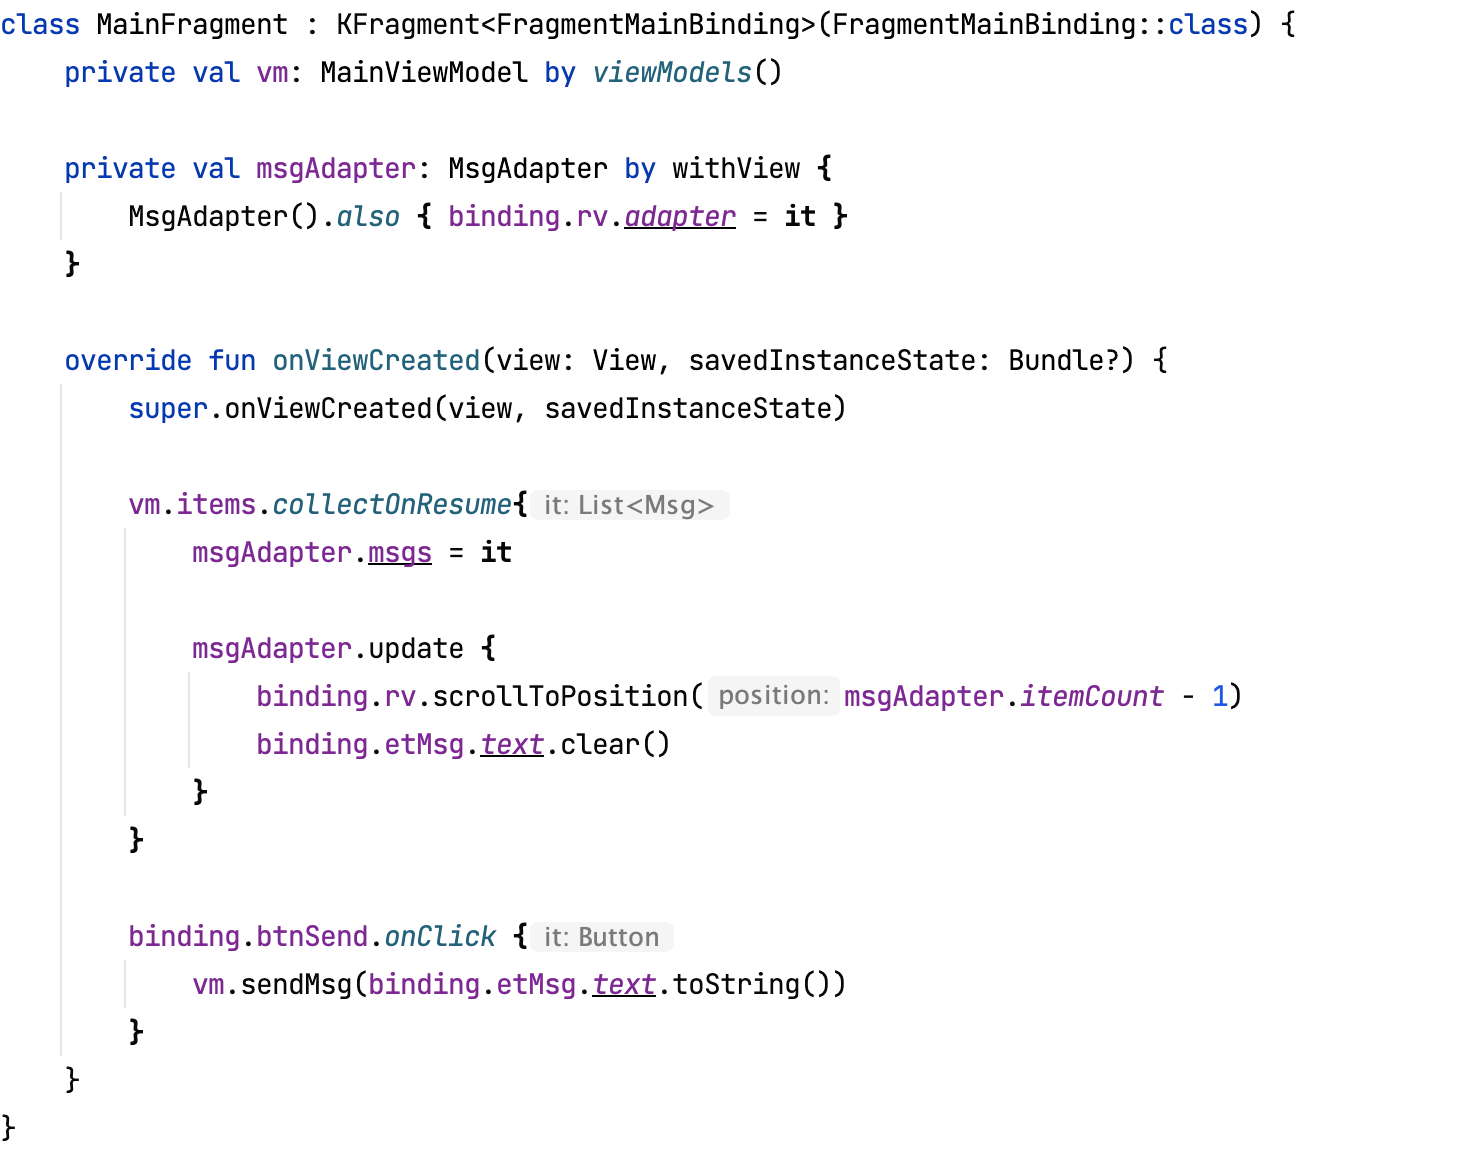 class MainFragment : KFragment<FragmentMainBinding>(FragmentMainBinding::class) {
    private val vm: MainViewModel by viewModels()

    private val msgAdapter: MsgAdapter by withView {
        MsgAdapter().also { binding.rv.adapter = it }
    }

    override fun onViewCreated(view: View, savedInstanceState: Bundle?) {
        super.onViewCreated(view, savedInstanceState)

        vm.items.collectOnResume{ it: List<Msg>
            msgAdapter.msgs = it

            msgAdapter.update {
                binding.rv.scrollToPosition( position: msgAdapter.itemCount - 1)
                binding.etMsg.text.clear()
            }
        }

        binding.btnSend.onClick { it: Button
            vm.sendMsg(binding.etMsg.text.toString())
        }
    }
}